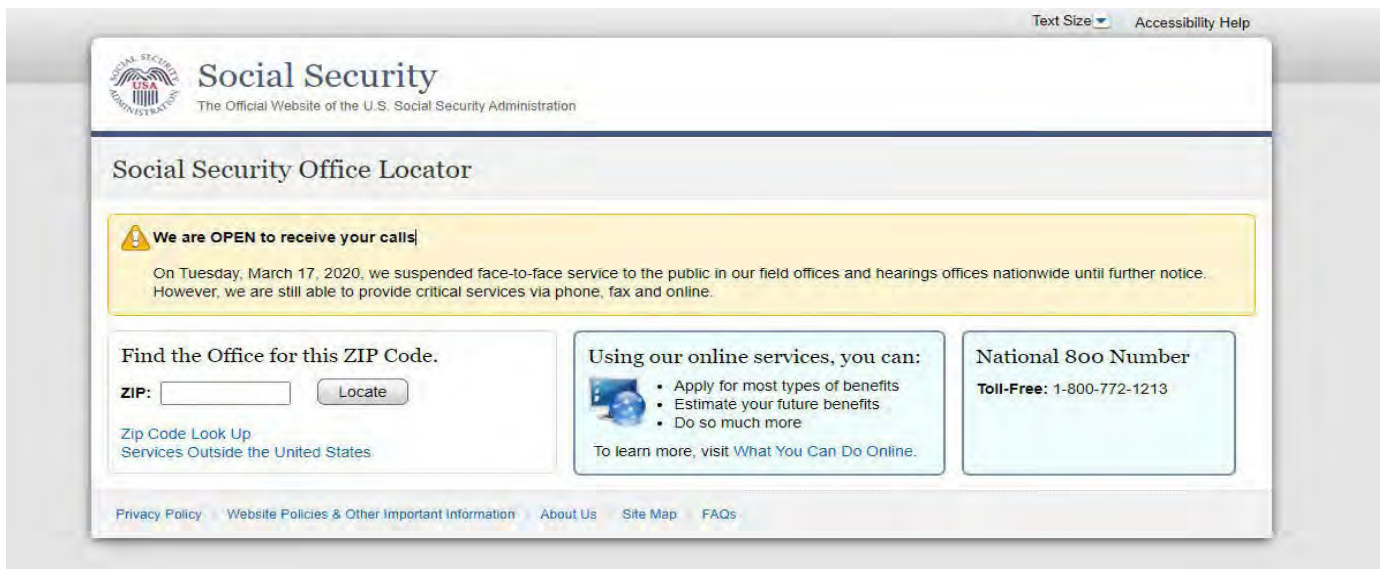 Text Size
Accessibility Help
SOCIAL SECURITY ADMINISTRATION
USA
Social Security
The Official Website of the U.S. Social Security Administration
Social Security Office Locator
We are OPEN to receive your calls
On Tuesday, March 17, 2020, we suspended face-to-face service to the public in our field offices and hearings offices nationwide until further notice.
However, we are still able to provide critical services via phone, fax and online.
Find the Office for this ZIP Code.
ZIP:
Locate
Zip Code Look Up
Services Outside the United States
Using our online services, you can:
• Apply for most types of benefits
• Estimate your future benefits
• Do so much more
To learn more, visit What You Can Do Online.
National 800 Number
Toll-Free: 1-800-772-1213
Privacy Policy
Website Policies & Other Important Information
About Us
Site Map
FAQs